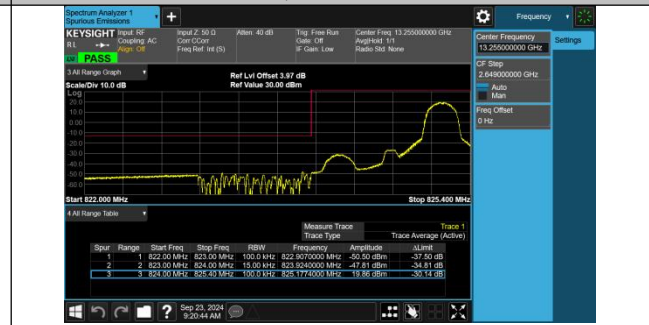 Spectrum Analyzer 1
Spurious Emissions
Frequency
KEYSIGHT Input: RF
RL
Coupling: AC
Align: Off
Input Z: 50 Ω
Corr CCorr
Freq Ref: Int (S)
Atten: 40 dB
Trig: Free Run
Gate: Off
IF Gain: Low
Center Freq: 13.255000000 GHz
Avg|Hold: 1/1
Radio Std: None
PASS
3 All Range Graph
Scale/Div 10.0 dB
Ref Lvl Offset 3.97 dB
Ref Value 30.00 dBm
Log
20.0
10.0
0.00
-10.0
-20.0
-30.0
-40.0
-50.0
-60.0
Start 822.000 MHz
Stop 825.400 MHz
4 All Range Table
Measure Trace Trace 1
Trace Type Trace Average (Active)
Spur Range Start Freq Stop Freq RBW Frequency Amplitude ΔLimit
1 1 822.00 MHz 823.00 MHz 100.0 kHz 822.9070000 MHz -50.50 dBm -37.50 dB
2 2 823.00 MHz 824.00 MHz 15.00 kHz 823.9240000 MHz -47.81 dBm -34.81 dB
3 3 824.00 MHz 825.40 MHz 100.0 kHz 825.1774000 MHz 19.86 dBm -30.14 dB
Sep 23, 2024
9:20:44 AM
Center Frequency
13.255000000 GHz
Settings
CF Step
2.649000000 GHz
Auto
Man
Freq Offset
0 Hz